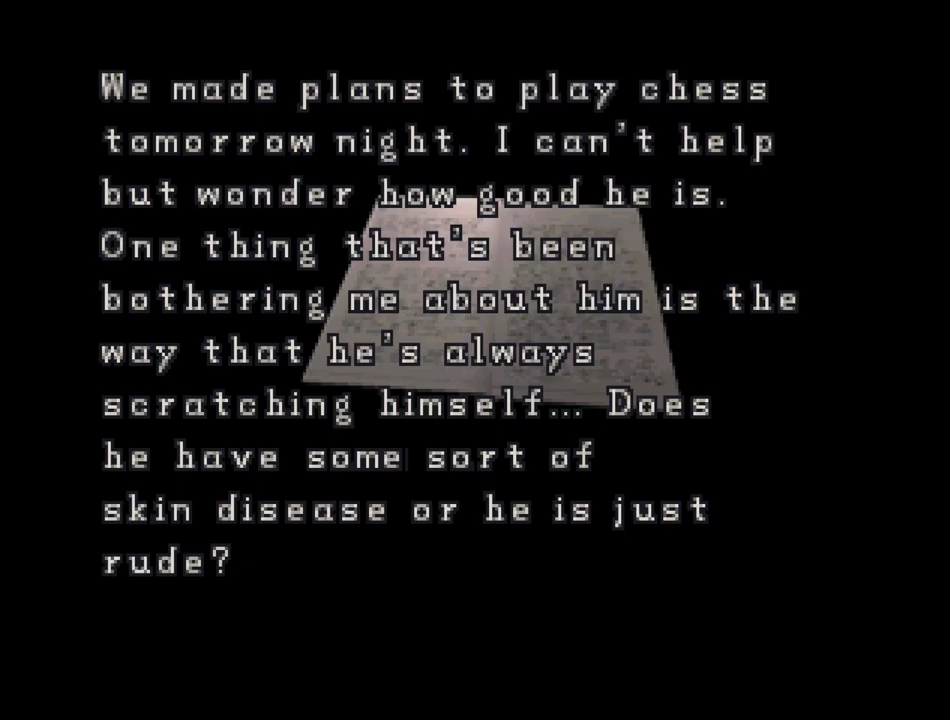 We made plans to play chess
tomorrow night. I can't help
but wonder how good he is.
One thing that's been
bothering me about him is the
way that he's always
scratching himself... Does
he have some sort of
skin disease or he is just
rude?